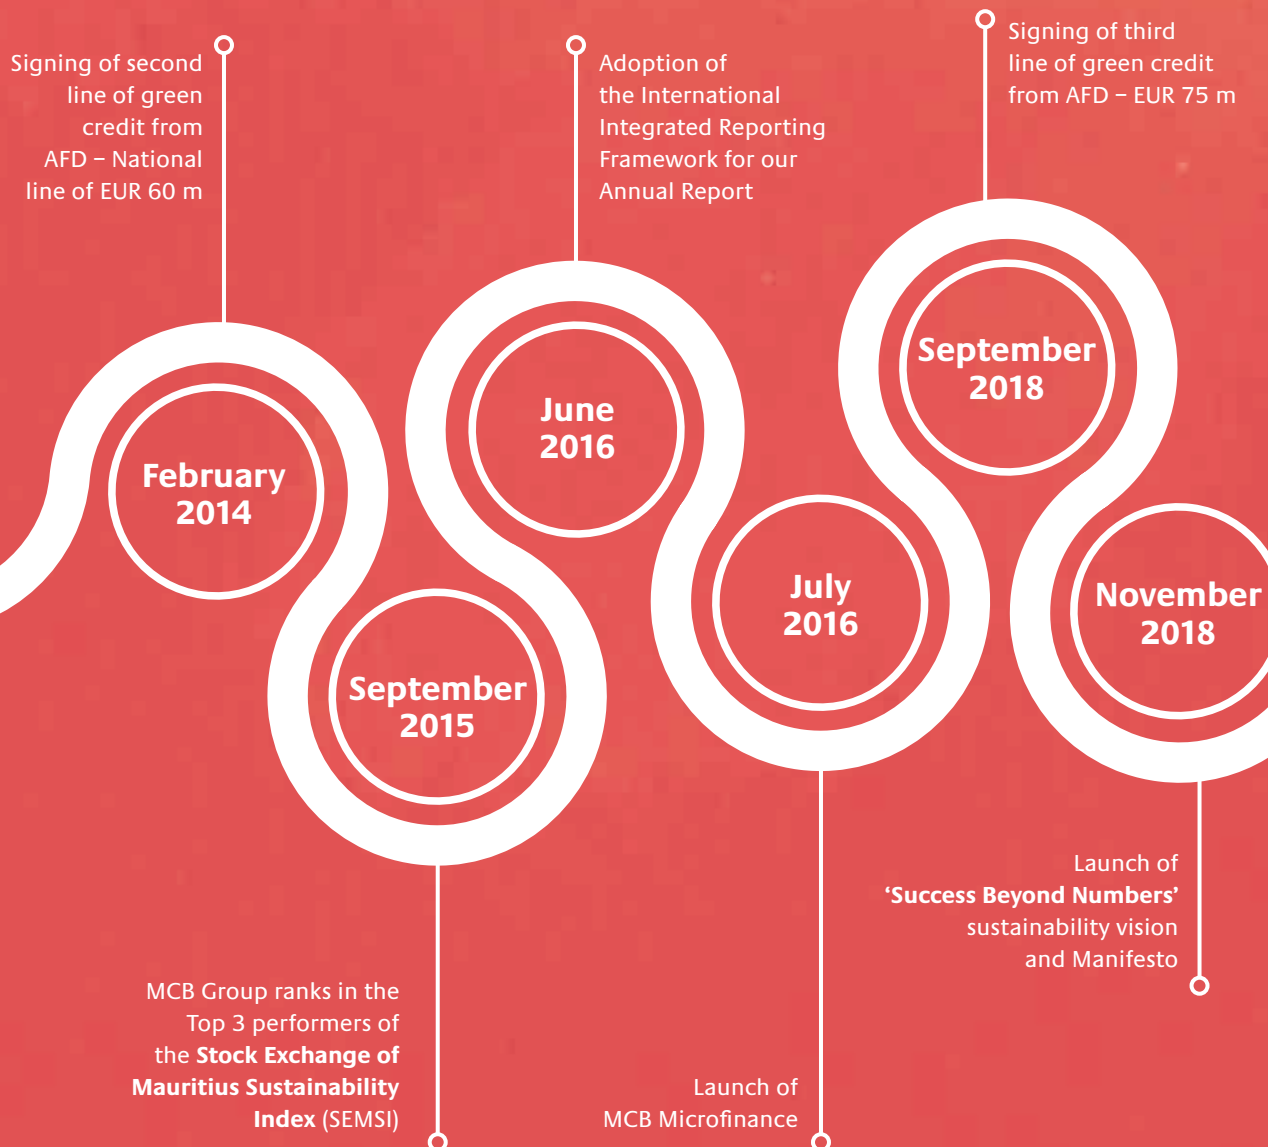 Signing of second
line of green
credit from
AFD – National
line of EUR 60 m
February
2014
MCB Group ranks in the
Top 3 performers of
the Stock Exchange of
Mauritius Sustainability
Index (SEMSI)
September
2015
Adoption of
the International
Integrated Reporting
Framework for our
Annual Report
June
2016
Launch of
MCB Microfinance
July
2016
Signing of third
line of green credit
from AFD – EUR 75 m
September
2018
Launch of
‘Success Beyond Numbers’
sustainability vision
and Manifesto
November
2018